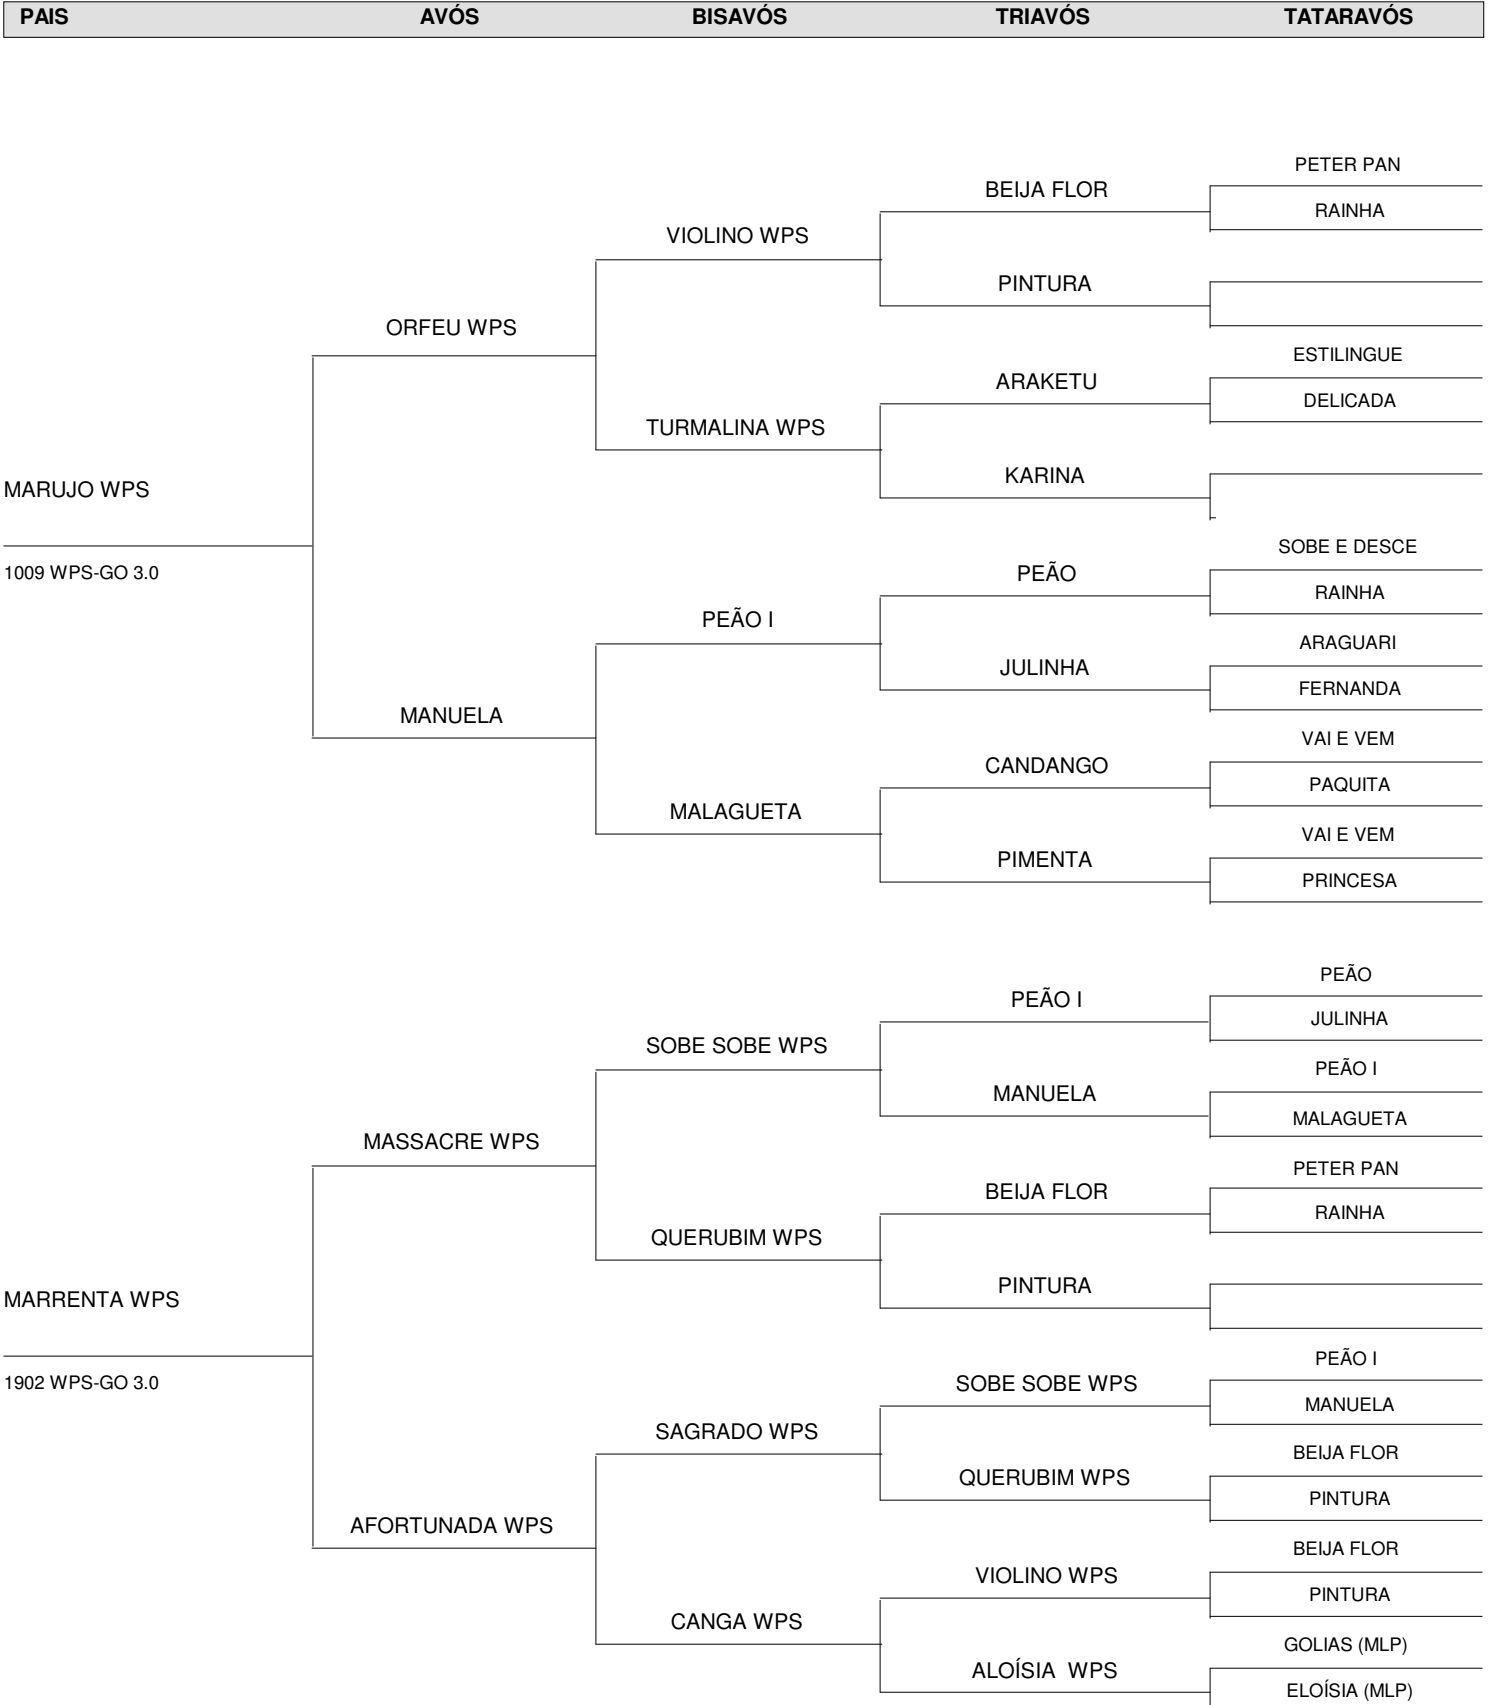 PAIS AVÓS BISAVÓS TRIAVÓS TATARAVÓS
PETER PAN
BEIJA FLOR
RAINHA
VIOLINO WPS
PINTURA
ORFEU WPS
ESTILINGUE
ARAKETU
DELICADA
TURMALINA WPS
KARINA
MARUJO WPS
SOBE E DESCE
1009 WPS-GO 3.0
PEÃO
RAINHA
PEÃO I
ARAGUARI
JULINHA
FERNANDA
MANUELA
VAI E VEM
CANDANGO
PAQUITA
MALAGUETA
VAI E VEM
PIMENTA
PRINCESA
PEÃO
PEÃO I
JULINHA
SOBE SOBE WPS
PEÃO I
MANUELA
MALAGUETA
MASSACRE WPS
PETER PAN
BEIJA FLOR
RAINHA
QUERUBIM WPS
PINTURA
MARRENTA WPS
PEÃO I
1902 WPS-GO 3.0
SOBE SOBE WPS
MANUELA
SAGRADO WPS
BEIJA FLOR
QUERUBIM WPS
PINTURA
AFORTUNADA WPS
BEIJA FLOR
VIOLINO WPS
PINTURA
CANGA WPS
GOLIAS (MLP)
ALOÍSIA WPS
ELOÍSIA (MLP)